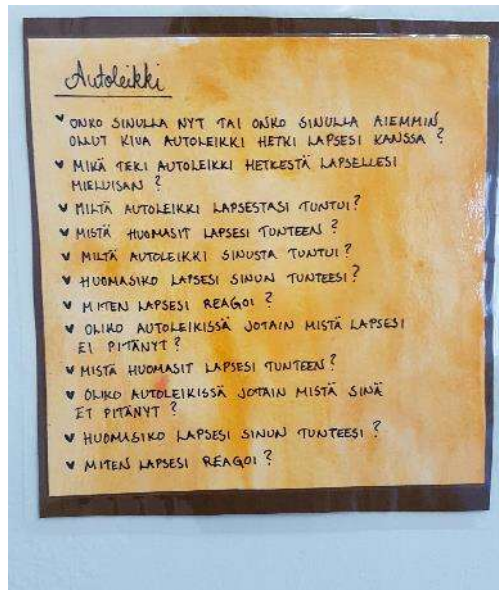 Autoleikki
♥ ONKO SINULLA NYT TAI ONKO SINULLA AIEMMIN
OLLUT KIVA AUTOLEIKKI HETKI LAPSESI KANSSA ?
♥ MIKÄ TEKI AUTOLEIKKI HETKESTÄ LAPSELLESI
MIELUISAN ?
♥ MILTÄ AUTOLEIKKI LAPSESTASI TUNTUI?
♥ MISTÄ HUOMASIT LAPSESI TUNTEEN?
♥ MILTÄ AUTOLEIKKI SINUSTA TUNTUI?
♥ HUOMASIKO LAPSESI SINUN TUNTEESI?
♥ MITEN LAPSESI REAGOI ?
♥ OLIKO AUTOLEIKISSÄ JOTAIN MISTÄ LAPSESI
EI PITÄNYT ?
♥ MISTÄ HUOMASIT LAPSESI TUNTEEN?
♥ OLIKO AUTOLEIKISSÄ JOTAIN MISTÄ SINÄ
ET PITÄNYT ?
♥ HUOMASIKO LAPSESI SINUN TUNTEESI ?
♥ MITEN LAPSESI REAGOI ?